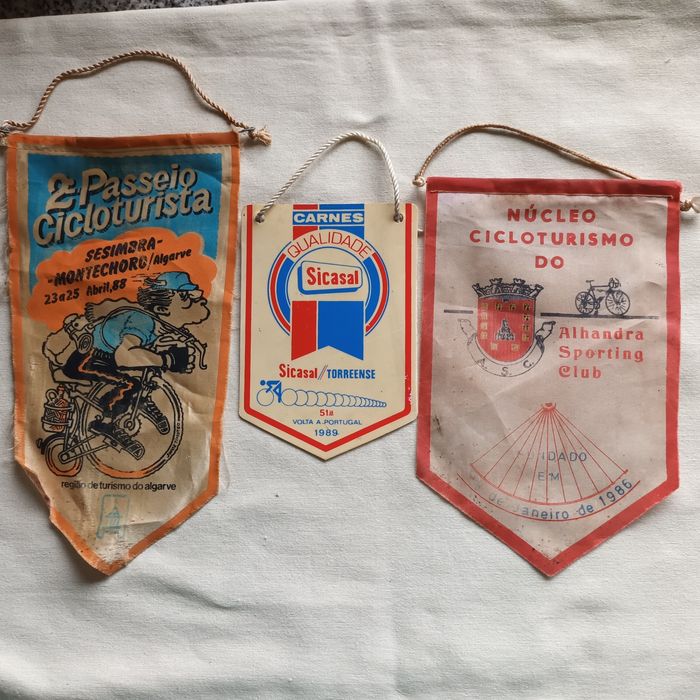 2º Passeio
Cicloturista
SESIMBRA-
-MONTECHORO/Algarve
23 a 25 Abril, 88
região de turismo do algarve
CARNES
QUALIDADE
Sicasal
Sicasal//TORREENSE
51ª
VOLTA A PORTUGAL
1989
NÚCLEO
CICLOTURISMO
DO
A. S. C.
Alhandra
Sporting
Club
EM
de Janeiro de 1986